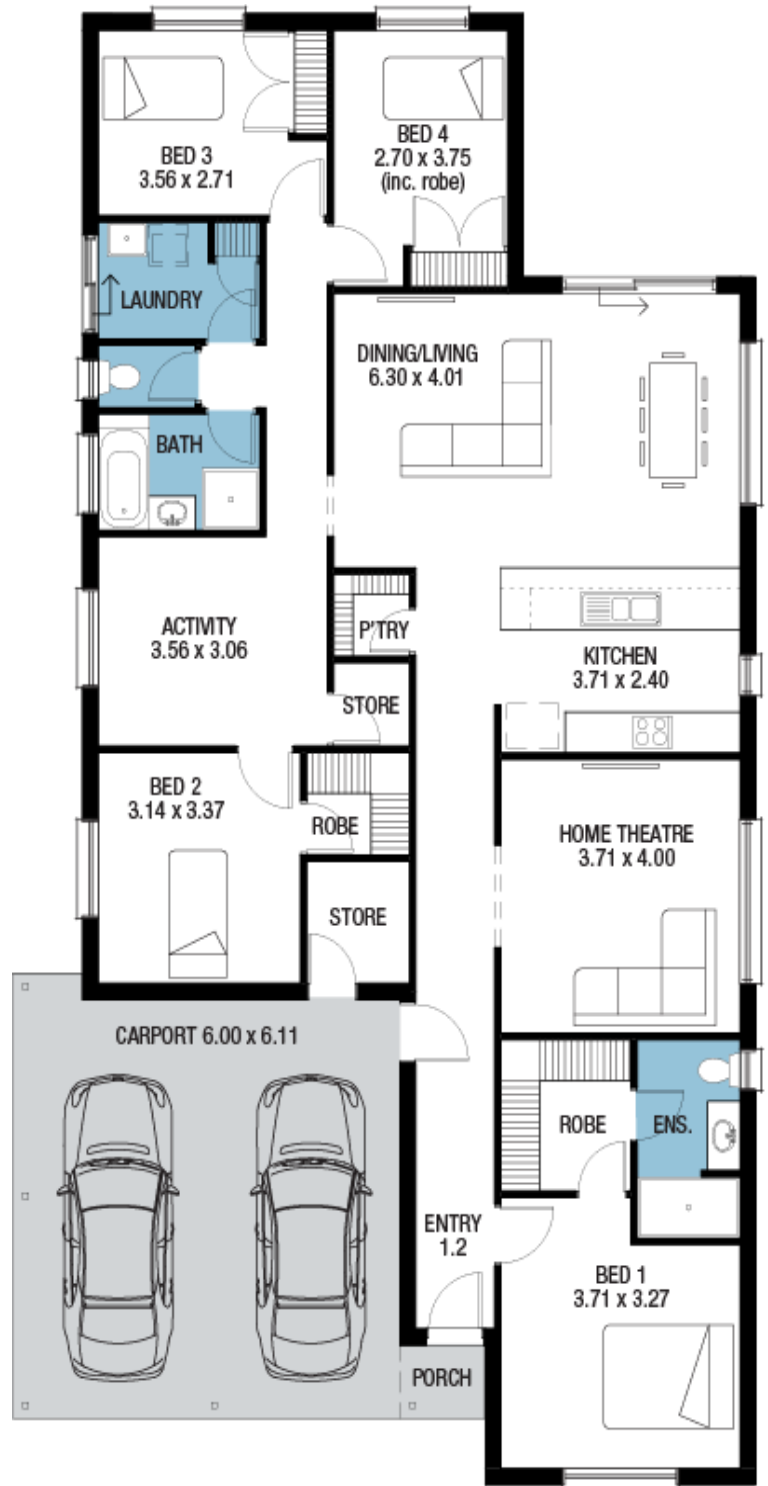 BED 3
3.56 x 2.71
BED 4
2.70 x 3.75
(inc. robe)
LAUNDRY
DINING/LIVING
6.30 x 4.01
BATH
ACTIVITY
3.56 x 3.06
P'TRY
KITCHEN
3.71 x 2.40
STORE
BED 2
3.14 x 3.37
ROBE
HOME THEATRE
3.71 x 4.00
STORE
CARPORT 6.00 x 6.11
ROBE
ENS.
ENTRY
1.2
BED 1
3.71 x 3.27
PORCH